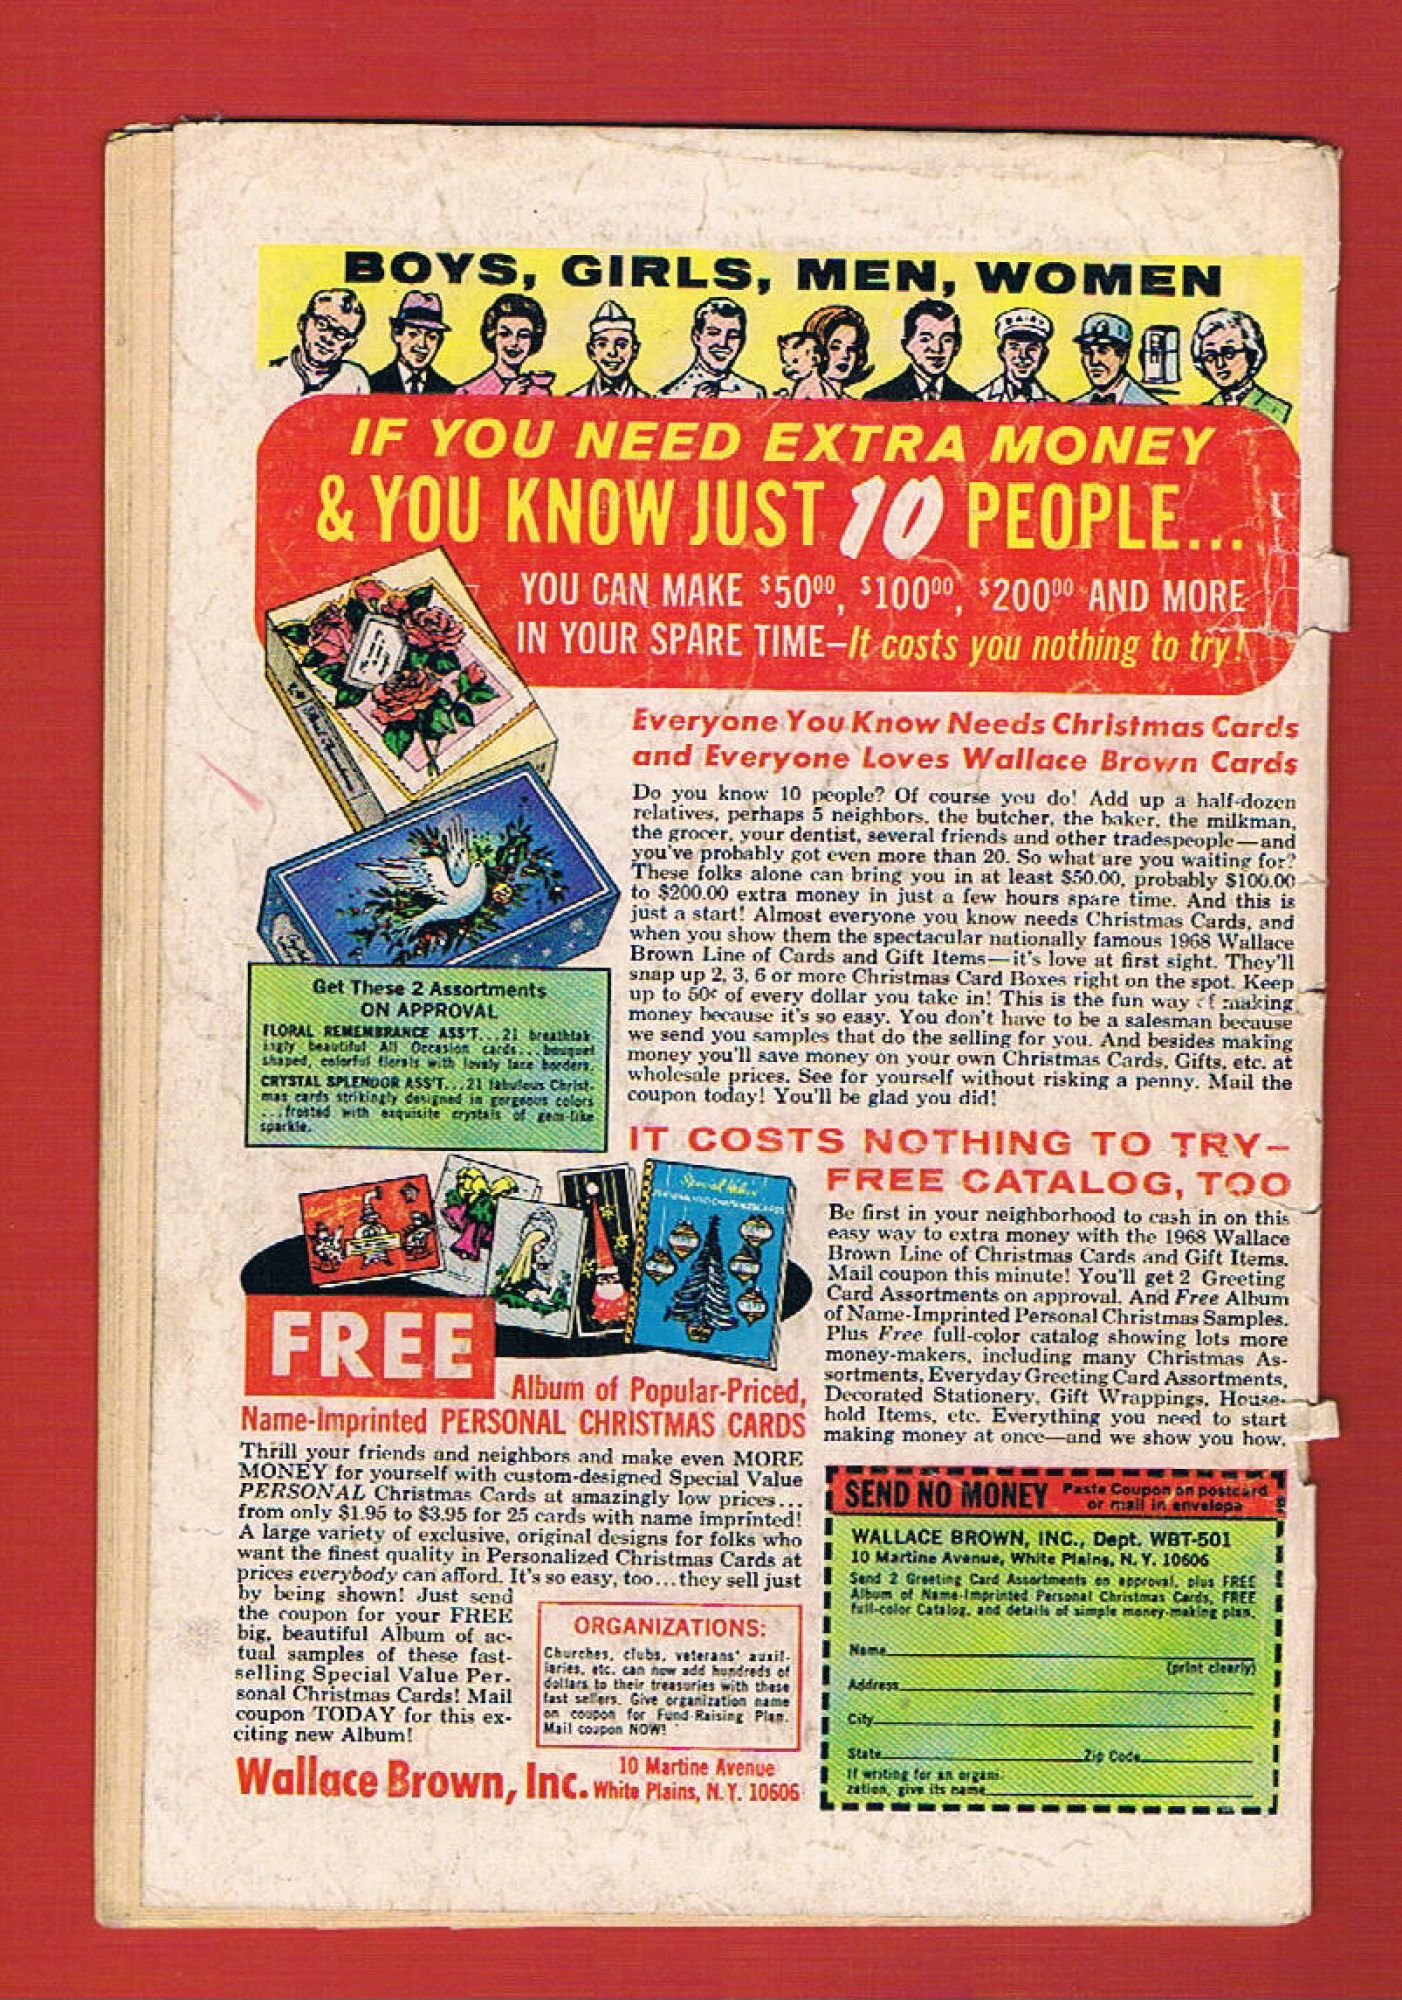 BOYS, GIRLS, MEN, WOMEN
DAIRY
IF YOU NEED EXTRA MONEY
& YOU KNOW JUST 10 PEOPLE...
YOU CAN MAKE $50.00, $100.00, $200.00 AND MORE
IN YOUR SPARE TIME—It costs you nothing to try!
Everyone You Know Needs Christmas Cards
and Everyone Loves Wallace Brown Cards
Do you know 10 people? Of course you do! Add up a half-dozen
relatives, perhaps 5 neighbors, the butcher, the baker, the milkman,
the grocer, your dentist, several friends and other tradespeople—and
you've probably got even more than 20. So what are you waiting for?
These folks alone can bring you in at least $50.00, probably $100.00
to $200.00 extra money in just a few hours spare time. And this is
just a start! Almost everyone you know needs Christmas Cards, and
when you show them the spectacular nationally famous 1968 Wallace
Brown Line of Cards and Gift Items—it's love at first sight. They'll
snap up 2, 3, 6 or more Christmas Card Boxes right on the spot. Keep
up to 50¢ of every dollar you take in! This is the fun way of making
money because it's so easy. You don't have to be a salesman because
we send you samples that do the selling for you. And besides making
money you'll save money on your own Christmas Cards, Gifts, etc. at
wholesale prices. See for yourself without risking a penny. Mail the
coupon today! You'll be glad you did!
Get These 2 Assortments
ON APPROVAL
FLORAL REMEMBRANCE ASS'T...21 breathtak
ingly beautiful All Occasion cards...bouquet
shaped, colorful florals with lovely lace borders.
CRYSTAL SPLENDOR ASS'T...21 fabulous Christ-
mas cards strikingly designed in gorgeous colors
...frosted with exquisite crystals of gem-like
sparkle.
IT COSTS NOTHING TO TRY—
FREE CATALOG, TOO
Be first in your neighborhood to cash in on this
easy way to extra money with the 1968 Wallace
Brown Line of Christmas Cards and Gift Items.
Mail coupon this minute! You'll get 2 Greeting
Card Assortments on approval. And Free Album
of Name-Imprinted Personal Christmas Samples.
Plus Free full-color catalog showing lots more
money-makers, including many Christmas As-
sortments, Everyday Greeting Card Assortments,
Decorated Stationery, Gift Wrappings, House-
hold Items, etc. Everything you need to start
making money at once—and we show you how.
Special Value
PERSONALIZED CHRISTMAS CARDS
FREE
Album of Popular-Priced,
Name-Imprinted PERSONAL CHRISTMAS CARDS
Thrill your friends and neighbors and make even MORE
MONEY for yourself with custom-designed Special Value
PERSONAL Christmas Cards at amazingly low prices...
from only $1.95 to $3.95 for 25 cards with name imprinted!
A large variety of exclusive, original designs for folks who
want the finest quality in Personalized Christmas Cards at
prices everybody can afford. It's so easy, too...they sell just
by being shown! Just send
the coupon for your FREE
big, beautiful Album of ac-
tual samples of these fast-
selling Special Value Per-
sonal Christmas Cards! Mail
coupon TODAY for this ex-
citing new Album!
ORGANIZATIONS:
Churches, clubs, veterans' auxil-
iaries, etc. can now add hundreds of
dollars to their treasuries with these
fast sellers. Give organization name
on coupon for Fund-Raising Plan.
Mail coupon NOW!
Wallace Brown, Inc. 10 Martine Avenue
White Plains, N. Y. 10606
SEND NO MONEY Paste Coupon on postcard
or mail in envelope
WALLACE BROWN, INC., Dept. WBT-501
10 Martine Avenue, White Plains, N. Y. 10606
Send 2 Greeting Card Assortments on approval, plus FREE
Album of Name-Imprinted Personal Christmas Cards, FREE
full-color Catalog, and details of simple money-making plan.
Name
(print clearly)
Address
City
State Zip Code
If writing for an organi-
zation, give its name